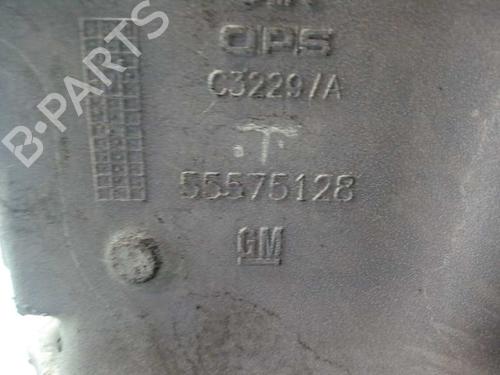 OPS
C3229/A
T
55575128
GM
B-PARTS